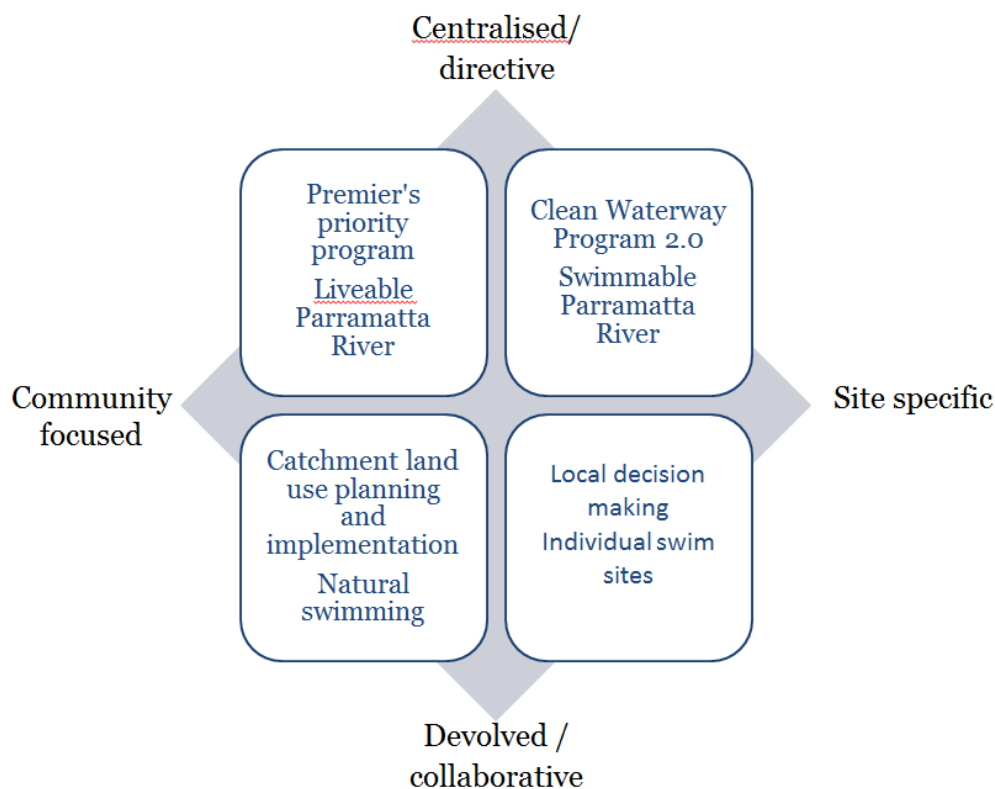 Centralised/
directive
Premier's
priority
program
Liveable
Parramatta
River
Clean Waterway
Program 2.0
Swimmable
Parramatta
River
Community
focused
Site specific
Catchment land
use planning
and
implementation
Natural
swimming
Local decision
making
Individual swim
sites
Devolved /
collaborative